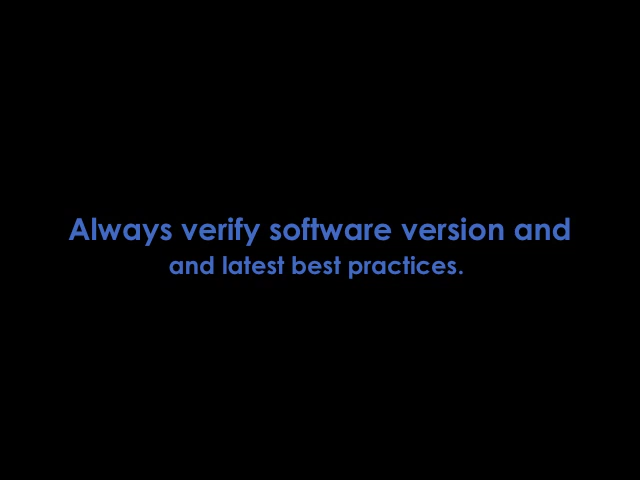 Always verify software version and
and latest best practices.